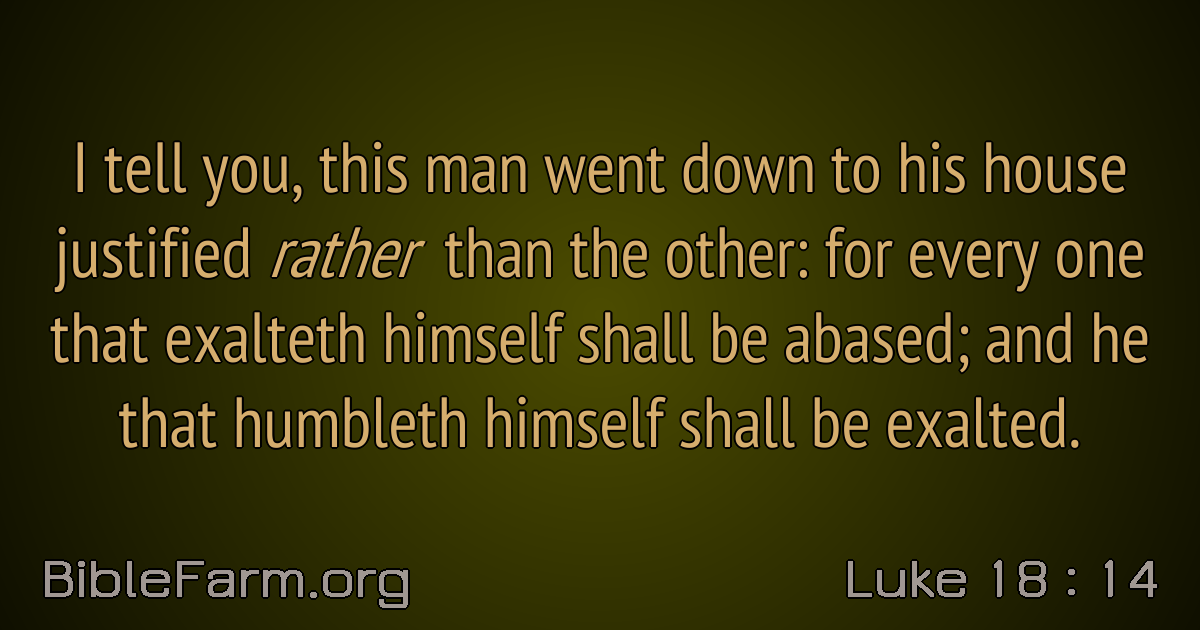 I tell you, this man went down to his house
justified rather than the other: for every one
that exalteth himself shall be abased; and he
that humbleth himself shall be exalted.
BibleFarm.org
Luke 18 : 14